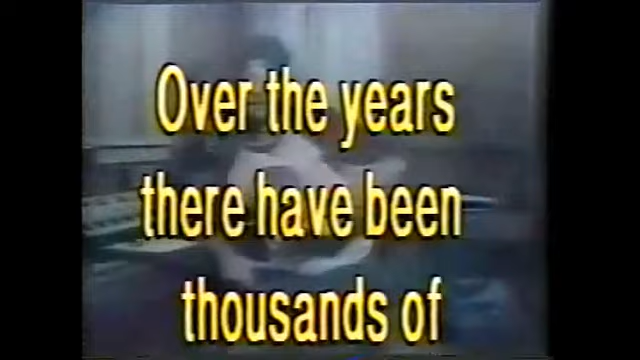 Over the years
there have been
thousands of